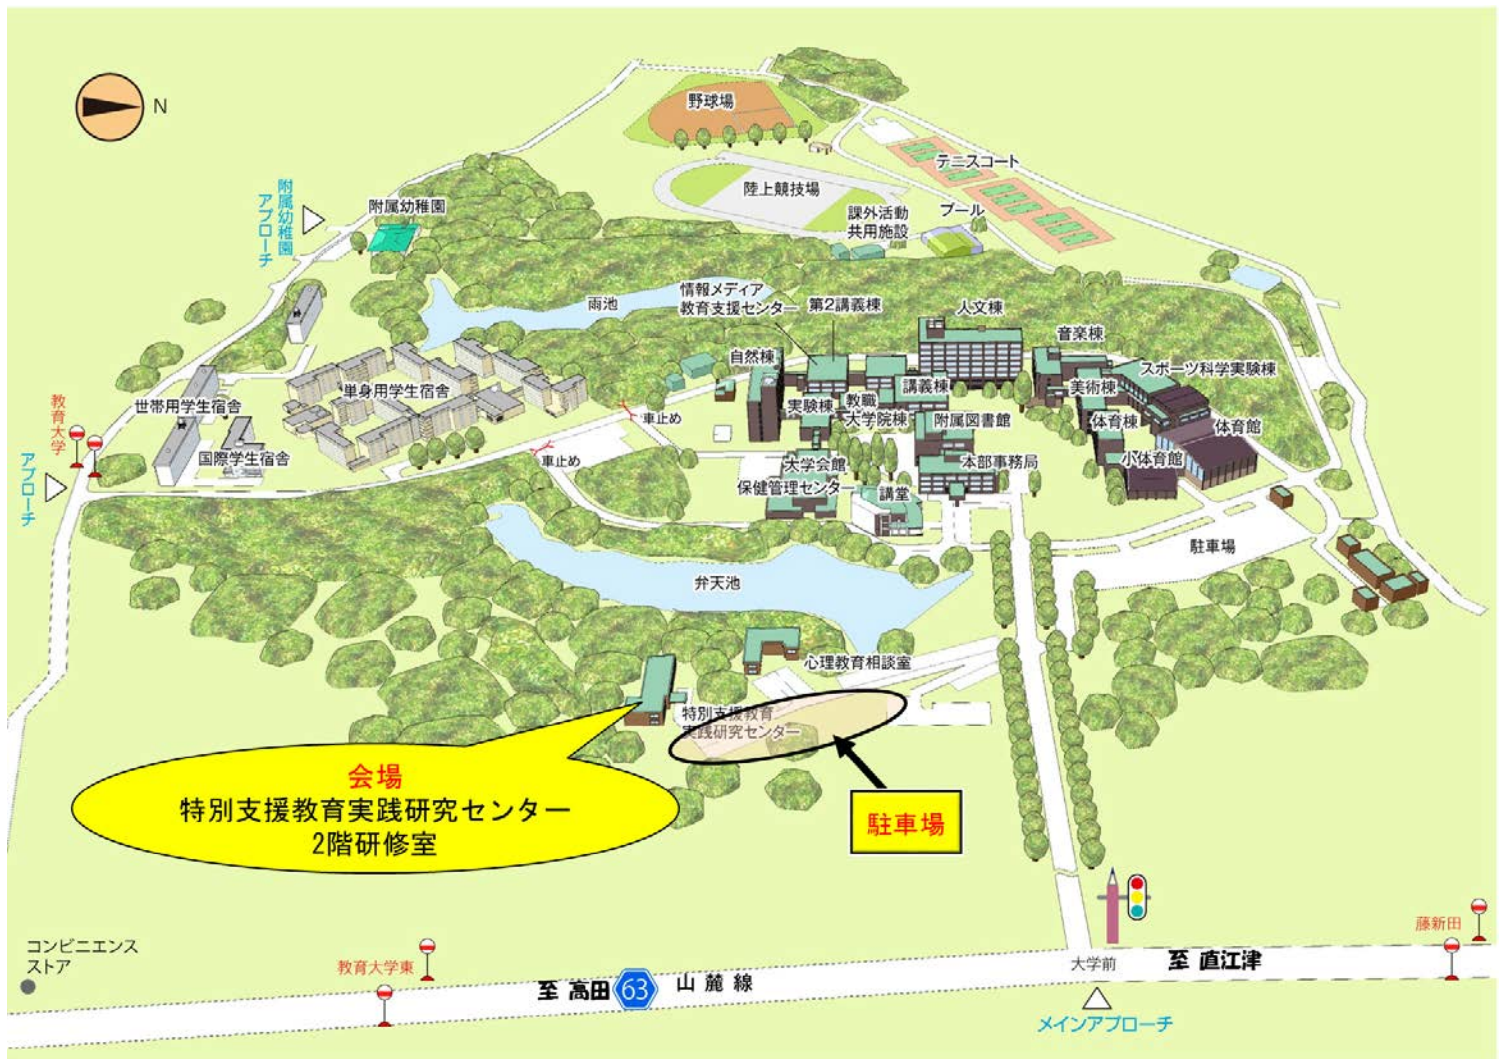 N
野球場
テニスコート
陸上競技場
附属幼稚園
アプローチ
附属幼稚園
課外活動
共用施設
プール
雨池
情報メディア
教育支援センター
第2講義棟
人文棟
音楽棟
自然棟
スポーツ科学実験棟
講義棟
美術棟
単身用学生宿舎
世帯用学生宿舎
実験棟
教職
大学院棟
附属図書館
体育棟
体育館
車止め
教育大学
国際学生宿舎
車止め
大学会館
本部事務局
小体育館
アプローチ
保健管理センター
講堂
駐車場
弁天池
心理教育相談室
特別支援教育
実践研究センター
会場
特別支援教育実践研究センター
2階研修室
駐車場
コンビニエンス
ストア
教育大学東
至 高田
63
山麓線
大学前
至 直江津
藤新田
メインアプローチ